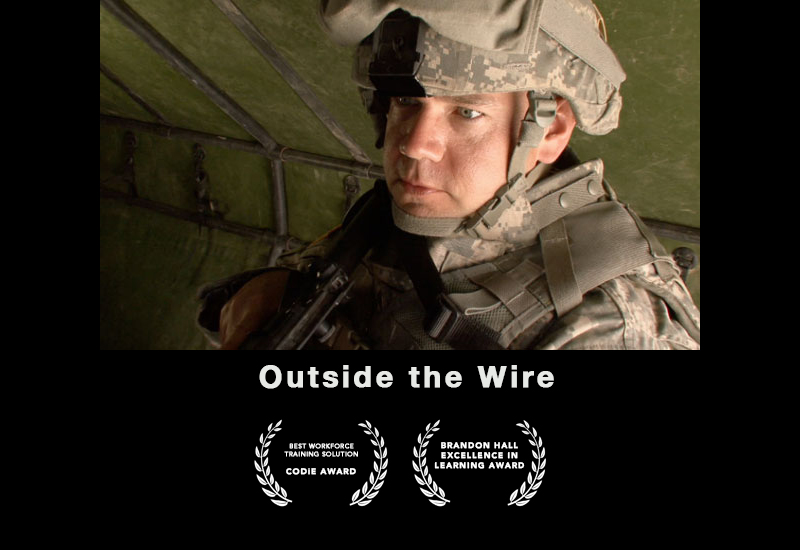 Outside the Wire
BEST WORKFORCE
TRAINING SOLUTION
CODiE AWARD
BRANDON HALL
EXCELLENCE IN
LEARNING AWARD